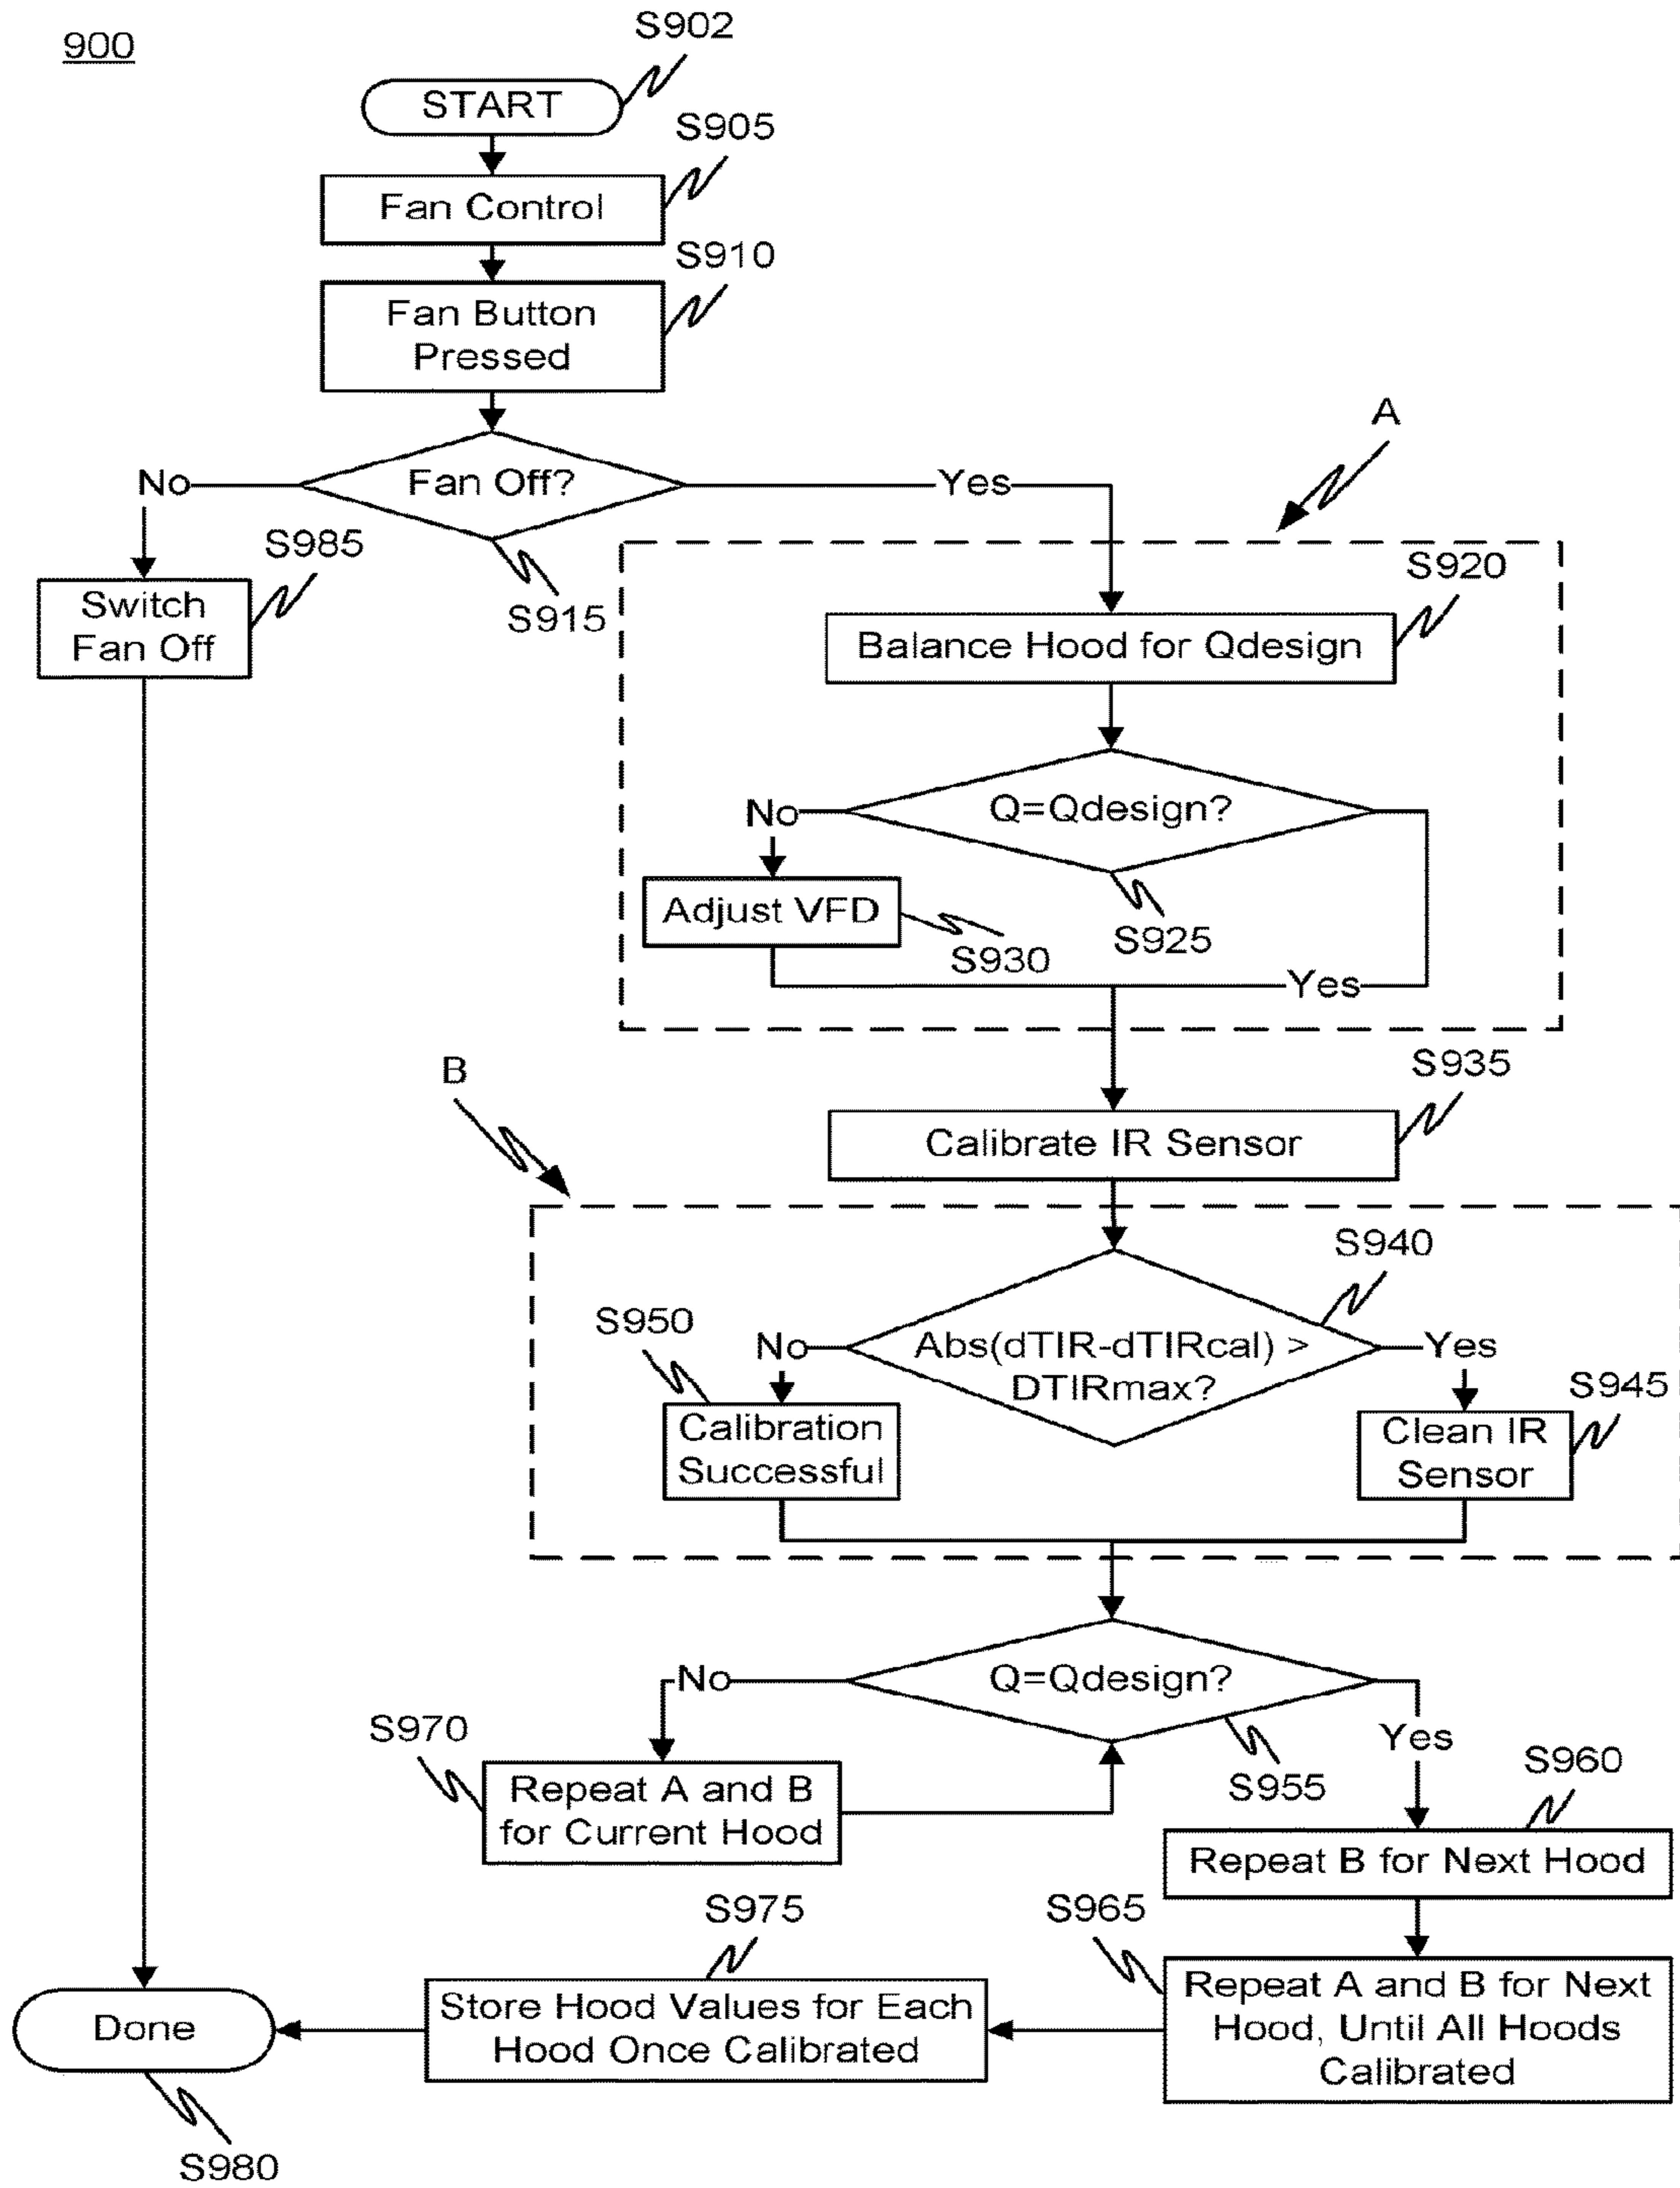 900
S902
START
S905
Fan Control
S910
Fan Button
Pressed
A
No
Fan Off?
Yes
S985
S915
Switch
Fan Off
S920
Balance Hood for Qdesign
No
Q=Qdesign?
Adjust VFD
S930
S925
Yes
S935
B
Calibrate IR Sensor
S940
S950
No
Abs(dTIR-dTIRcal) >
DTIRmax?
Yes
S945
Calibration
Successful
Clean IR
Sensor
No
Q=Qdesign?
Yes
S970
S955
S960
Repeat A and B
for Current Hood
Repeat B for Next Hood
S975
S965
Store Hood Values for Each
Hood Once Calibrated
Repeat A and B for Next
Hood, Until All Hoods
Calibrated
Done
S980